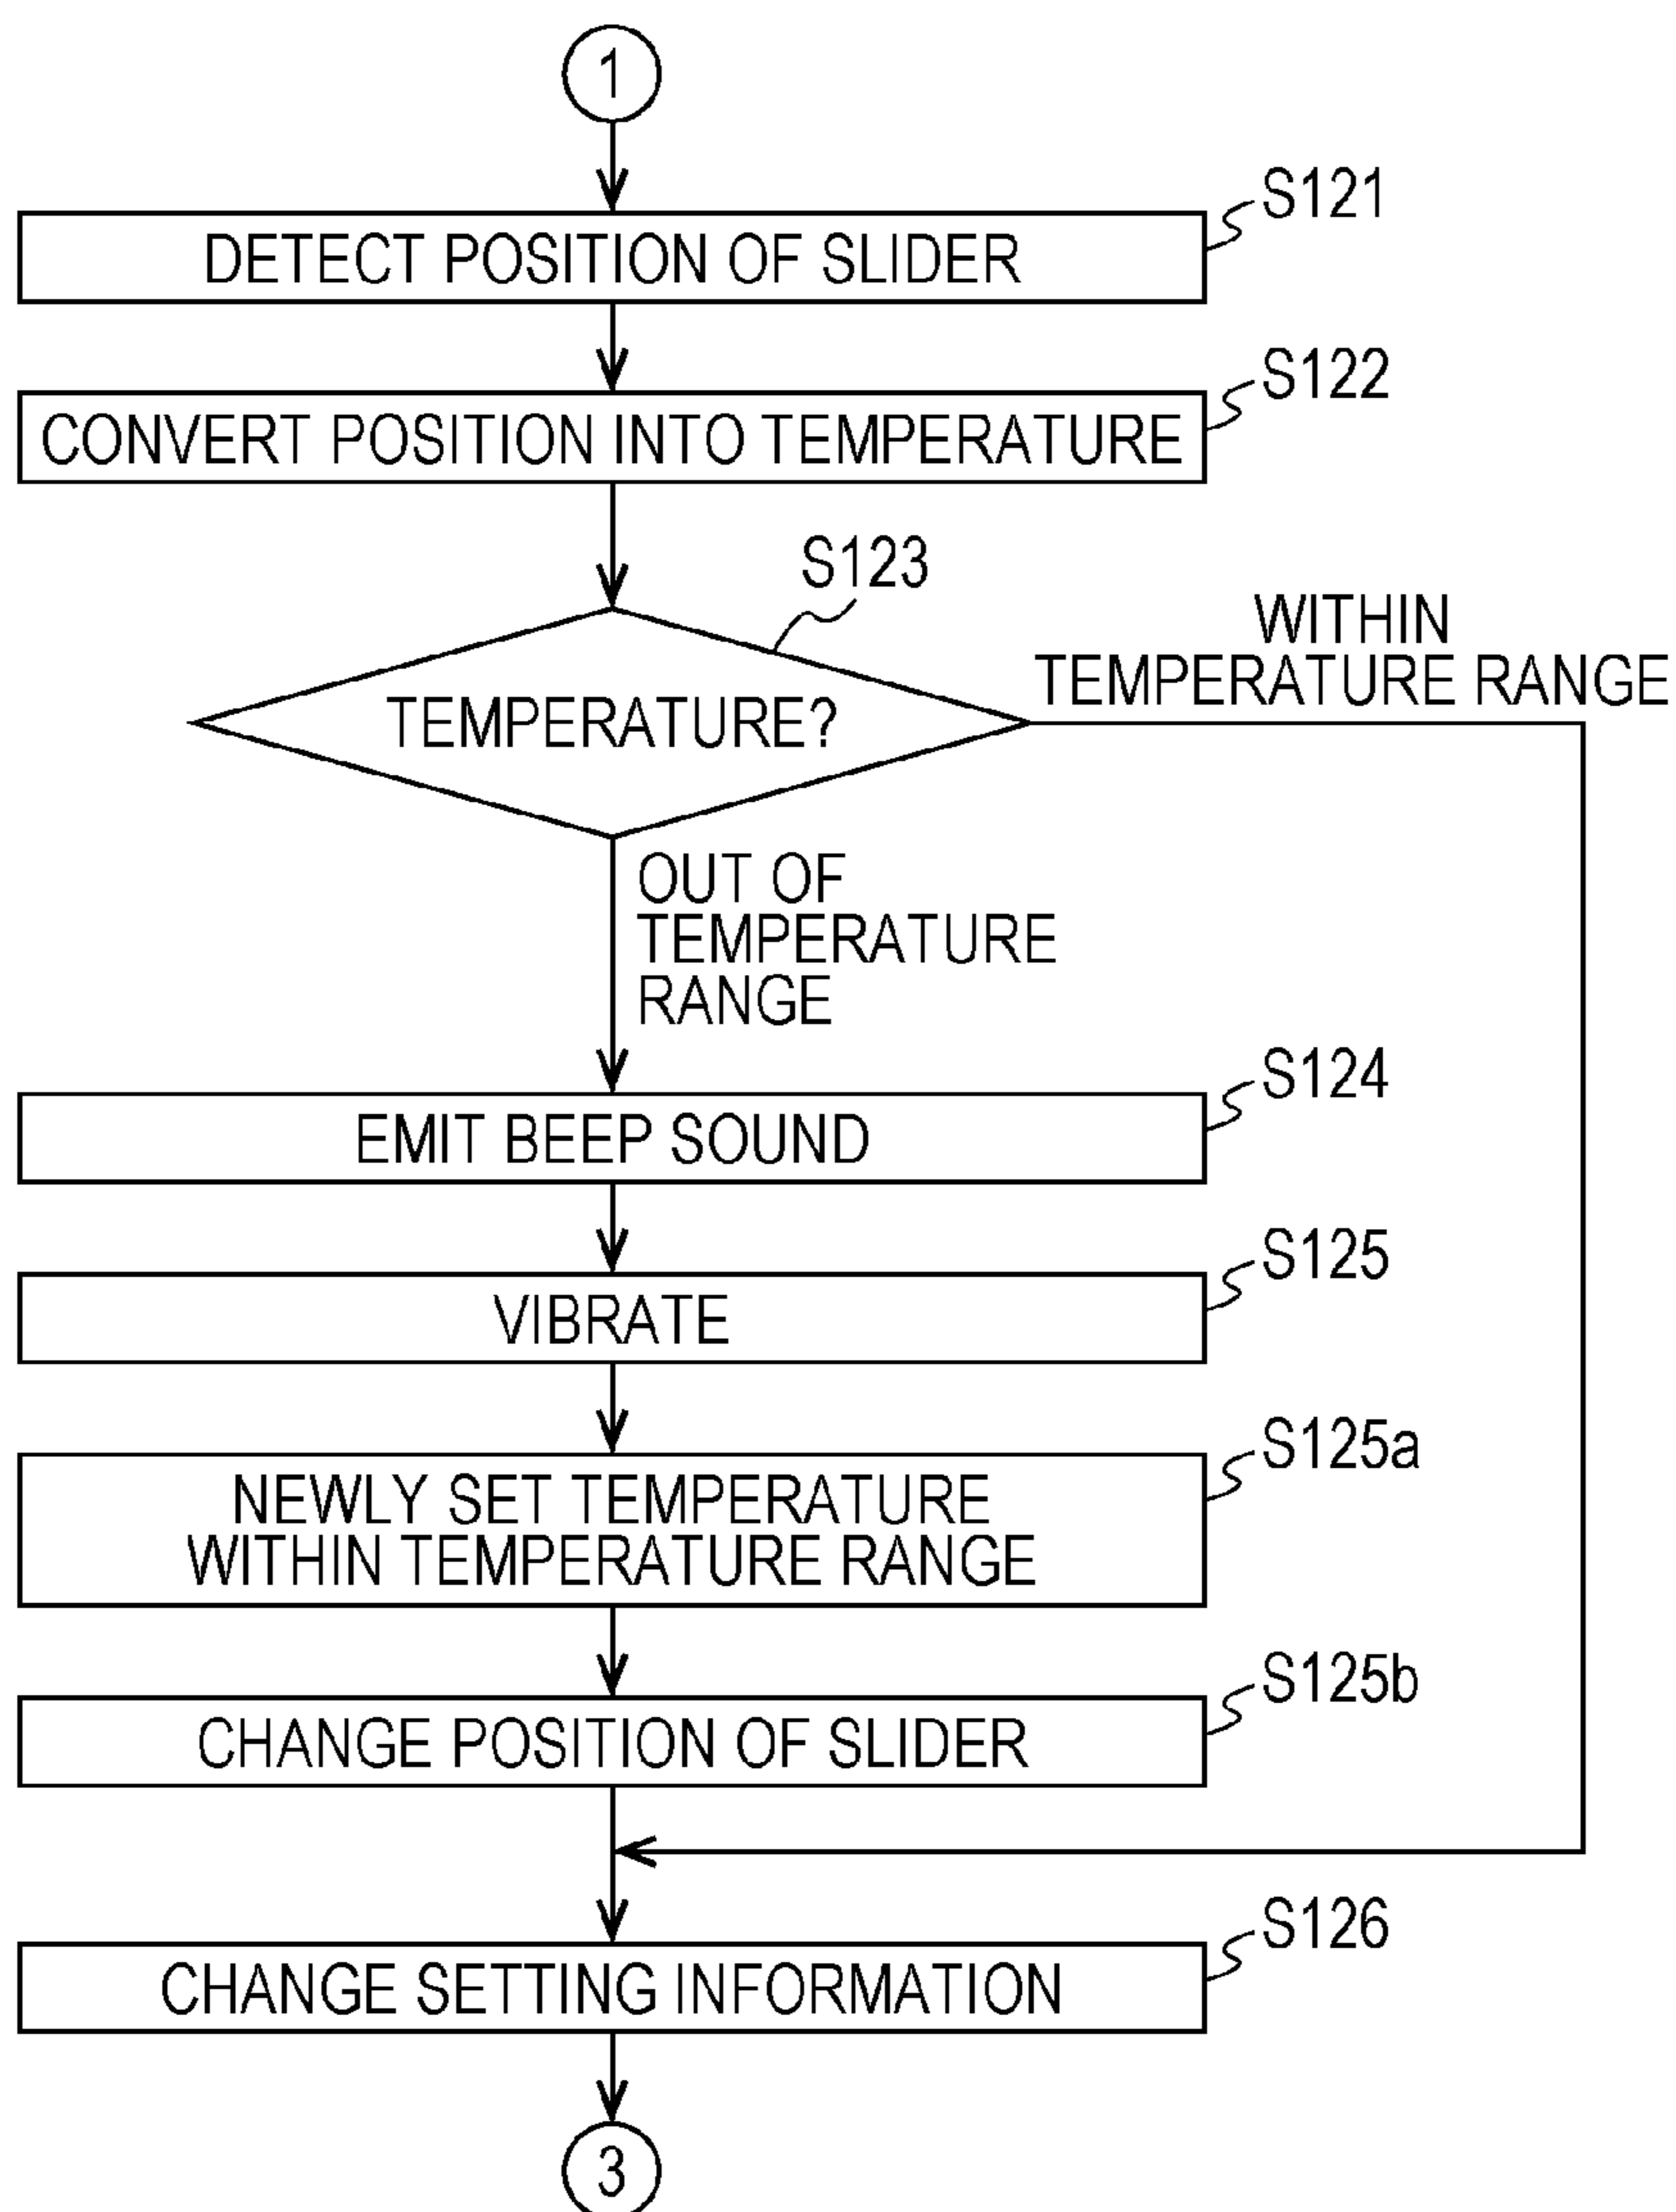 1
S121
DETECT POSITION OF SLIDER
S122
CONVERT POSITION INTO TEMPERATURE
S123
TEMPERATURE?
WITHIN
TEMPERATURE RANGE
OUT OF
TEMPERATURE
RANGE
S124
EMIT BEEP SOUND
S125
VIBRATE
S125a
NEWLY SET TEMPERATURE
WITHIN TEMPERATURE RANGE
S125b
CHANGE POSITION OF SLIDER
S126
CHANGE SETTING INFORMATION
3